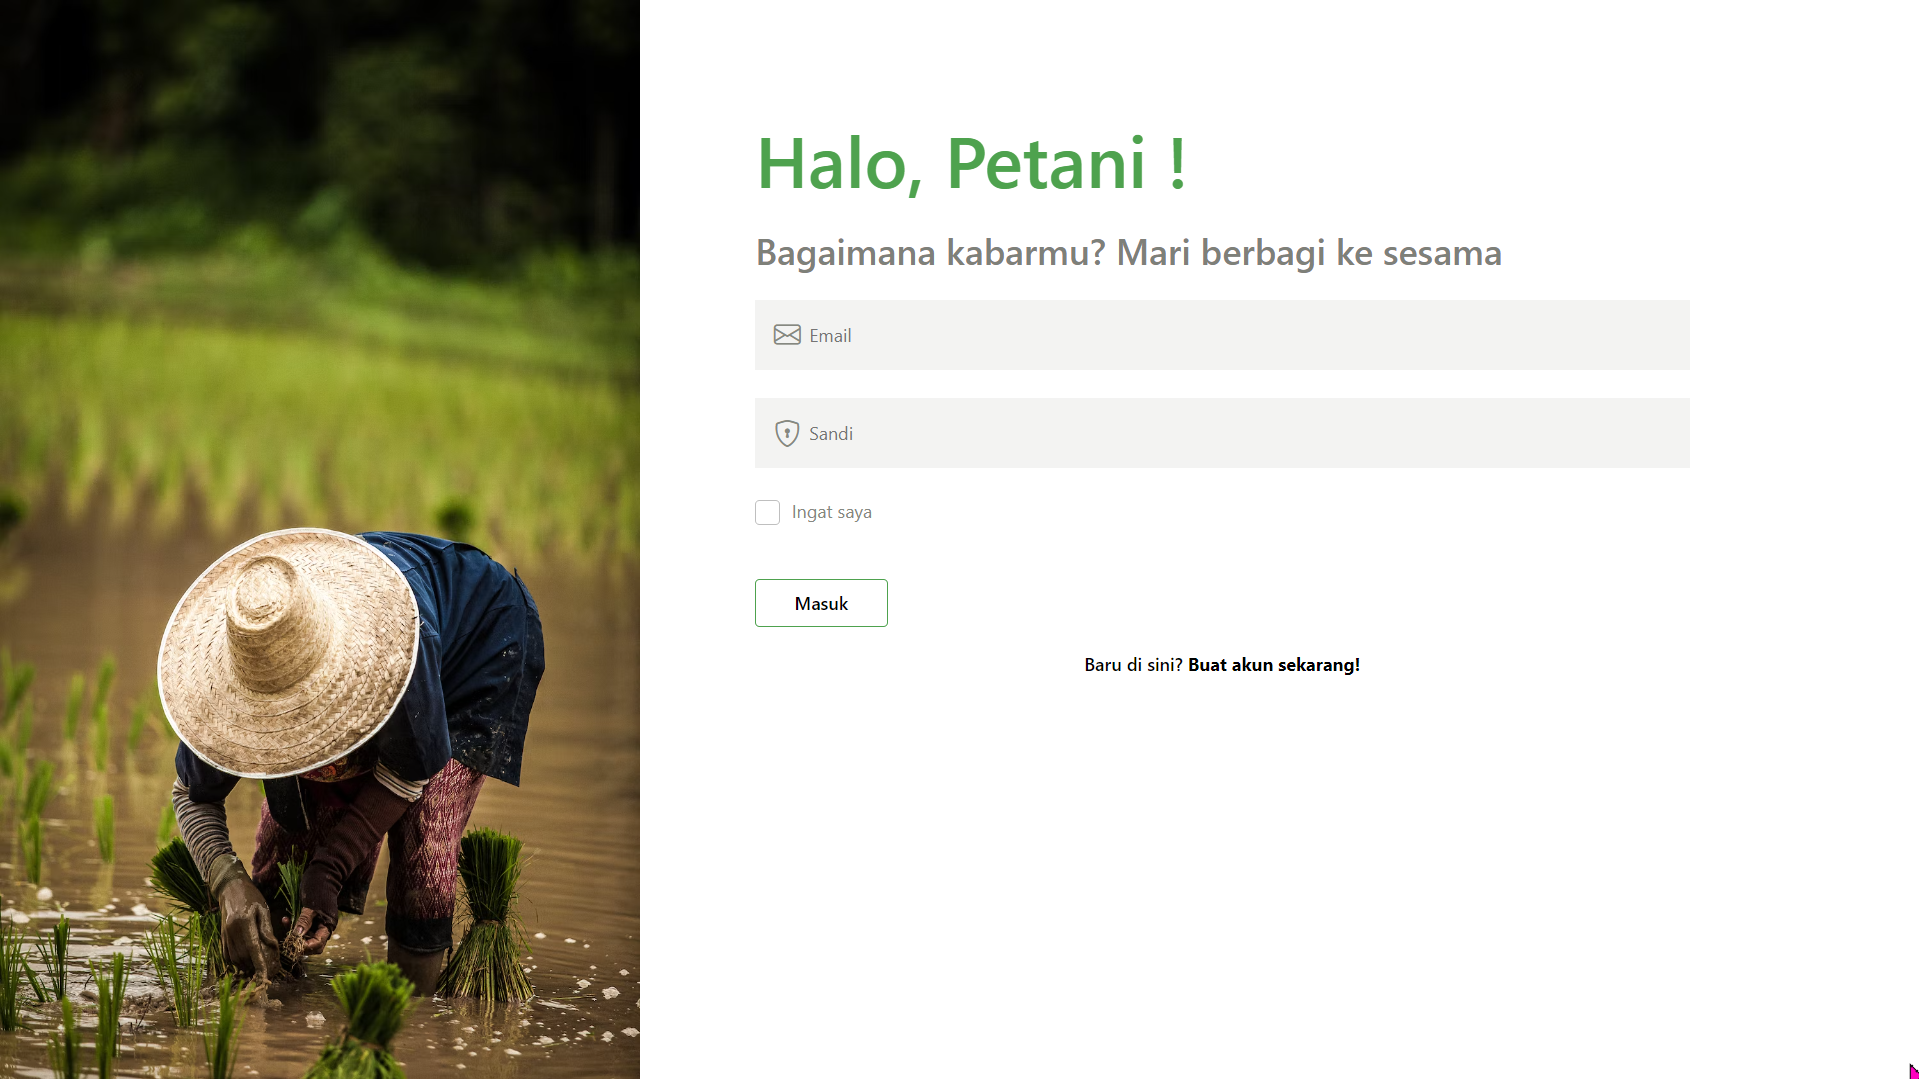 Halo, Petani !
Bagaimana kabarmu? Mari berbagi ke sesama
Email
Sandi
Ingat saya
Masuk
Baru di sini? Buat akun sekarang!